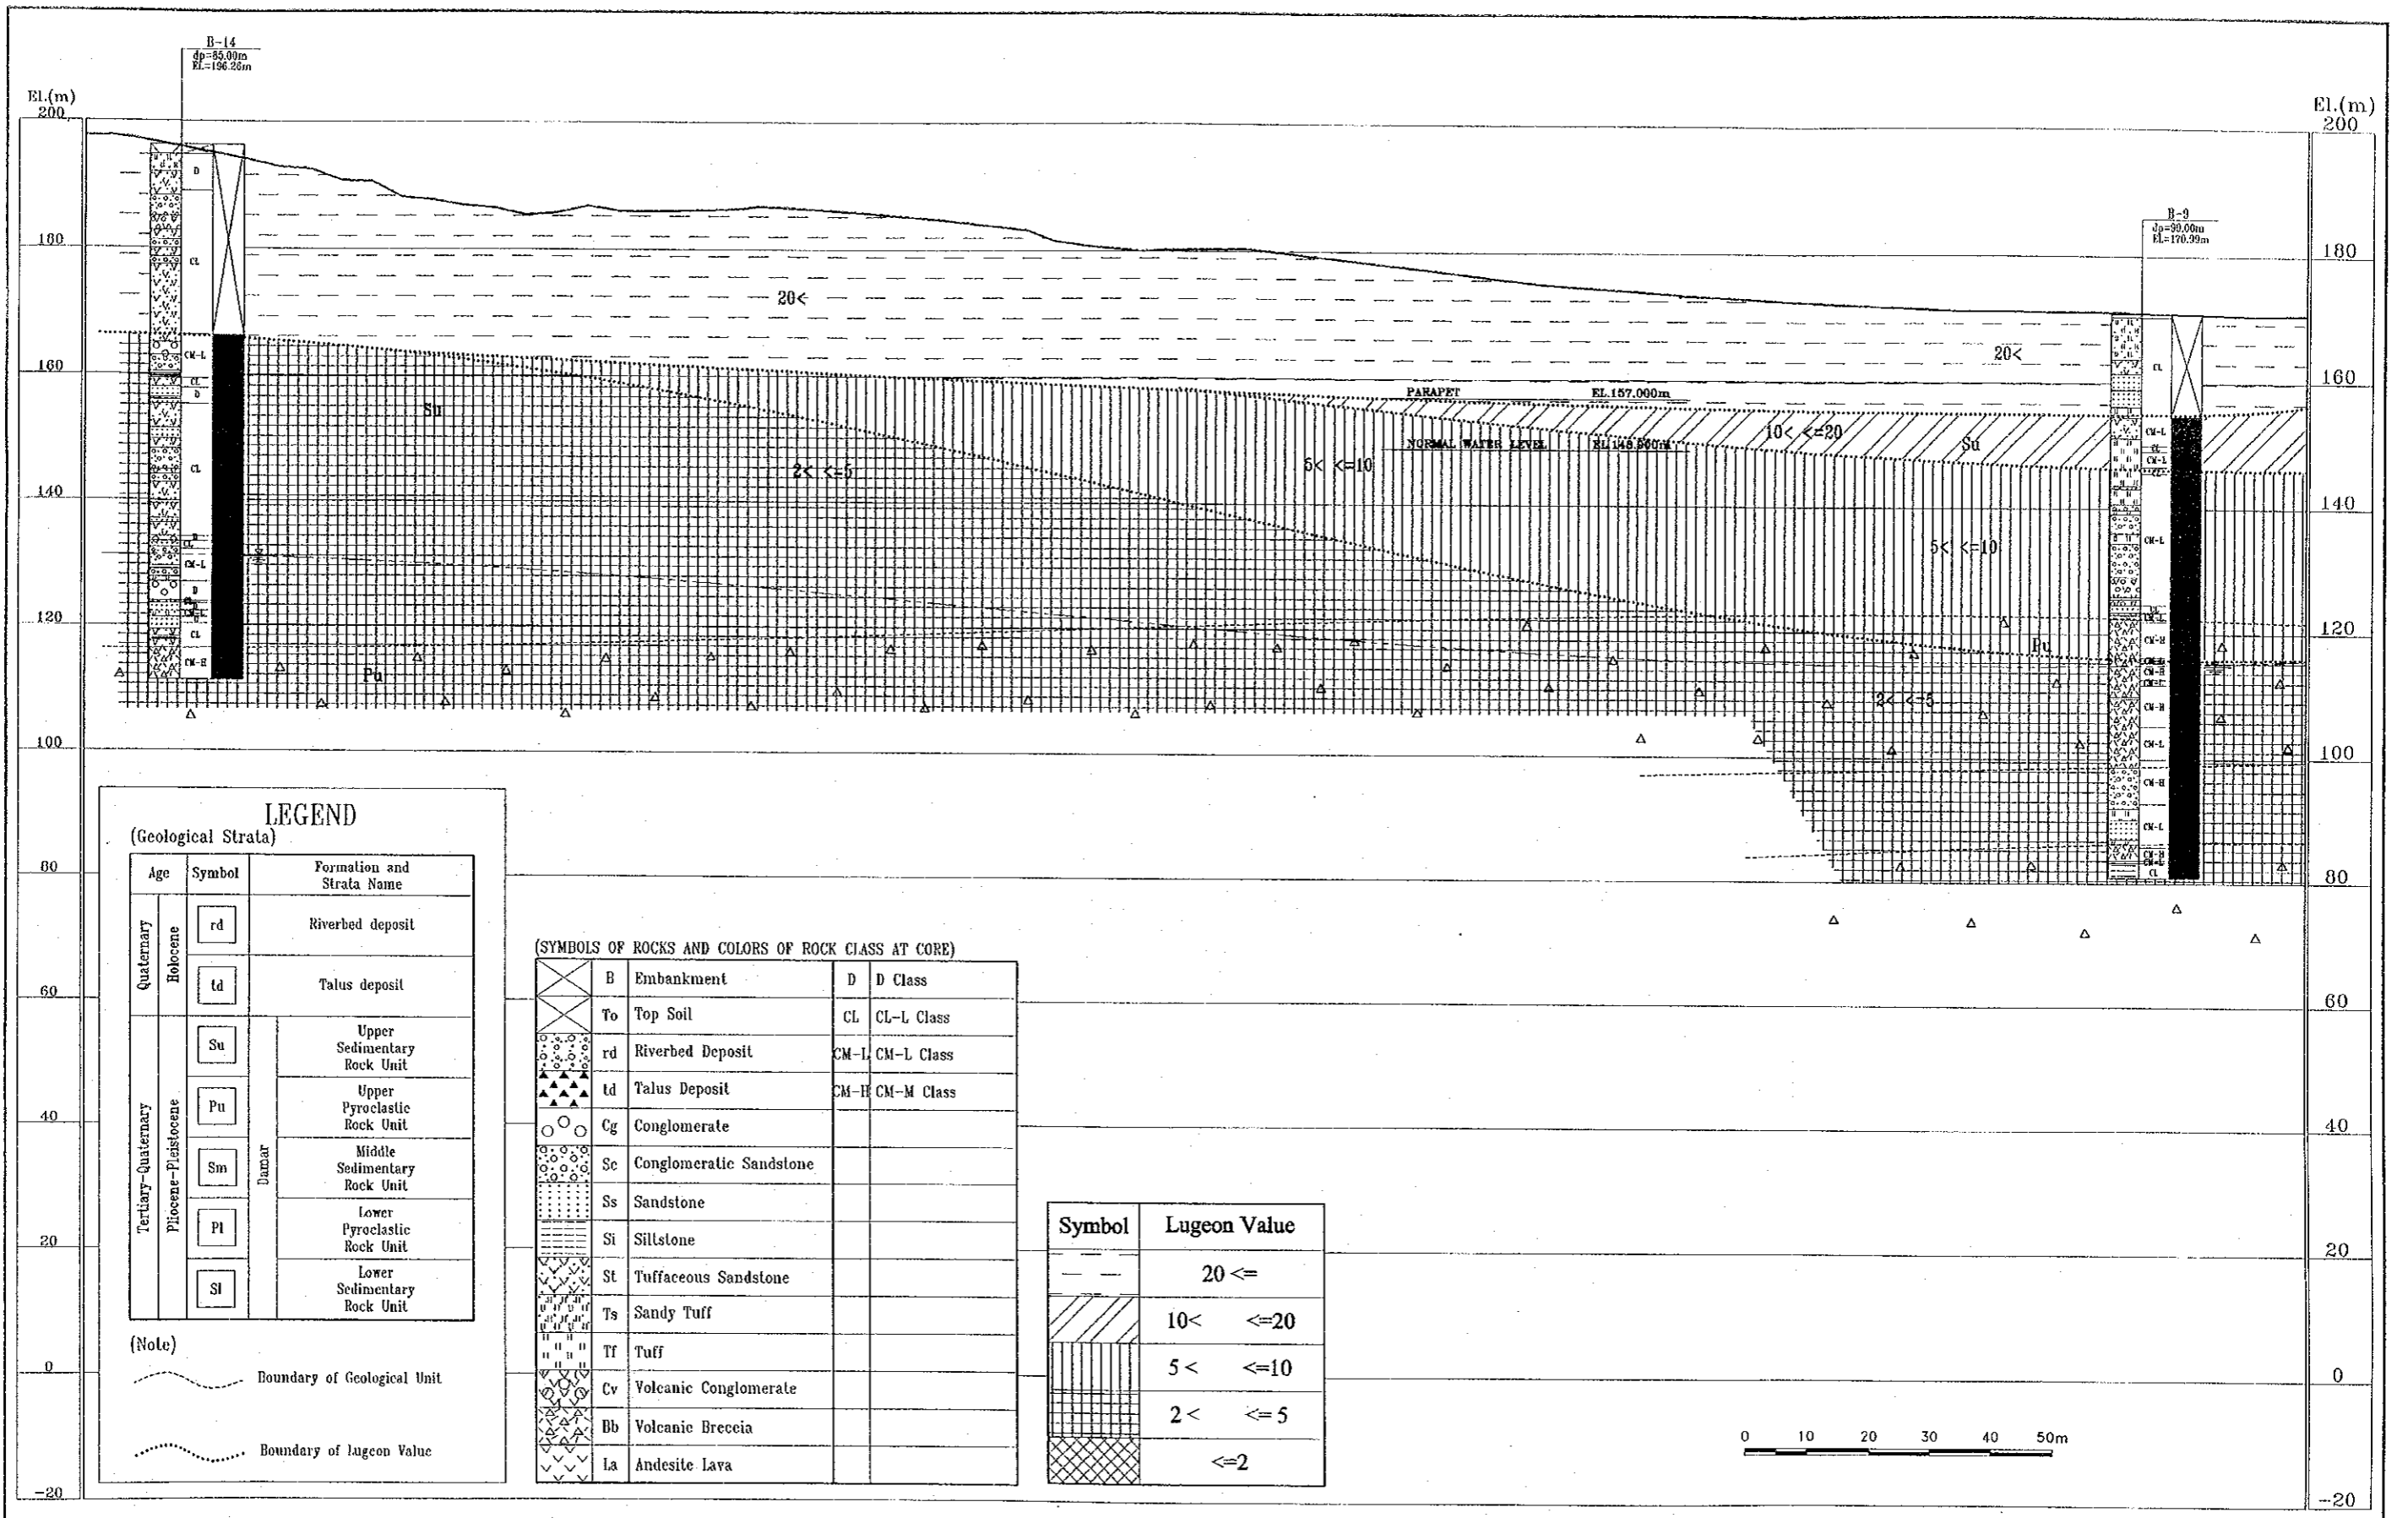 B-14
dp=85.00m
EL=196.26m
El.(m)
200
180
160
140
120
100
80
60
40
20
0
-20
B-9
dp=90.00m
EL=170.99m
El.(m)
200
180
160
140
120
100
80
60
40
20
0
-20
D
CL
CM-L
CL
D
CL
CM-L
D
CL
CM-H
20<
20<
PARAPET EL.157.000m
NORMAL WATER LEVEL
10< <=20
Su
Su
2< <=5
5< <=10
5< <=10
Pu
Pu
2< <=5
CL
CM-L
CL
CM-L
CM-L
CL
CM-H
CM-H
CM-H
CM-L
CM-H
CM-L
CM-H
CL
LEGEND
(Geological Strata)
Age Symbol Formation and
Strata Name
Quaternary
Holocene
rd Riverbed deposit
td Talus deposit
Tertiary-Quaternary
Pliocene-Pleistocene
Damar
Su Upper
Sedimentary
Rock Unit
Pu Upper
Pyroclastic
Rock Unit
Sm Middle
Sedimentary
Rock Unit
Pl Lower
Pyroclastic
Rock Unit
Sl Lower
Sedimentary
Rock Unit
(Note)
Boundary of Geological Unit
Boundary of Lugeon Value
(SYMBOLS OF ROCKS AND COLORS OF ROCK CLASS AT CORE)
B Embankment D D Class
To Top Soil CL CL-L Class
rd Riverbed Deposit CM-L CM-L Class
td Talus Deposit CM-H CM-M Class
Cg Conglomerate
Sc Conglomeratic Sandstone
Ss Sandstone
Si Siltstone
St Tuffaceous Sandstone
Ts Sandy Tuff
Tf Tuff
Cv Volcanic Conglomerate
Bb Volcanic Breccia
La Andesite Lava
Symbol Lugeon Value
20 <=
10< <=20
5 < <=10
2 < <= 5
<=2
0 10 20 30 40 50m